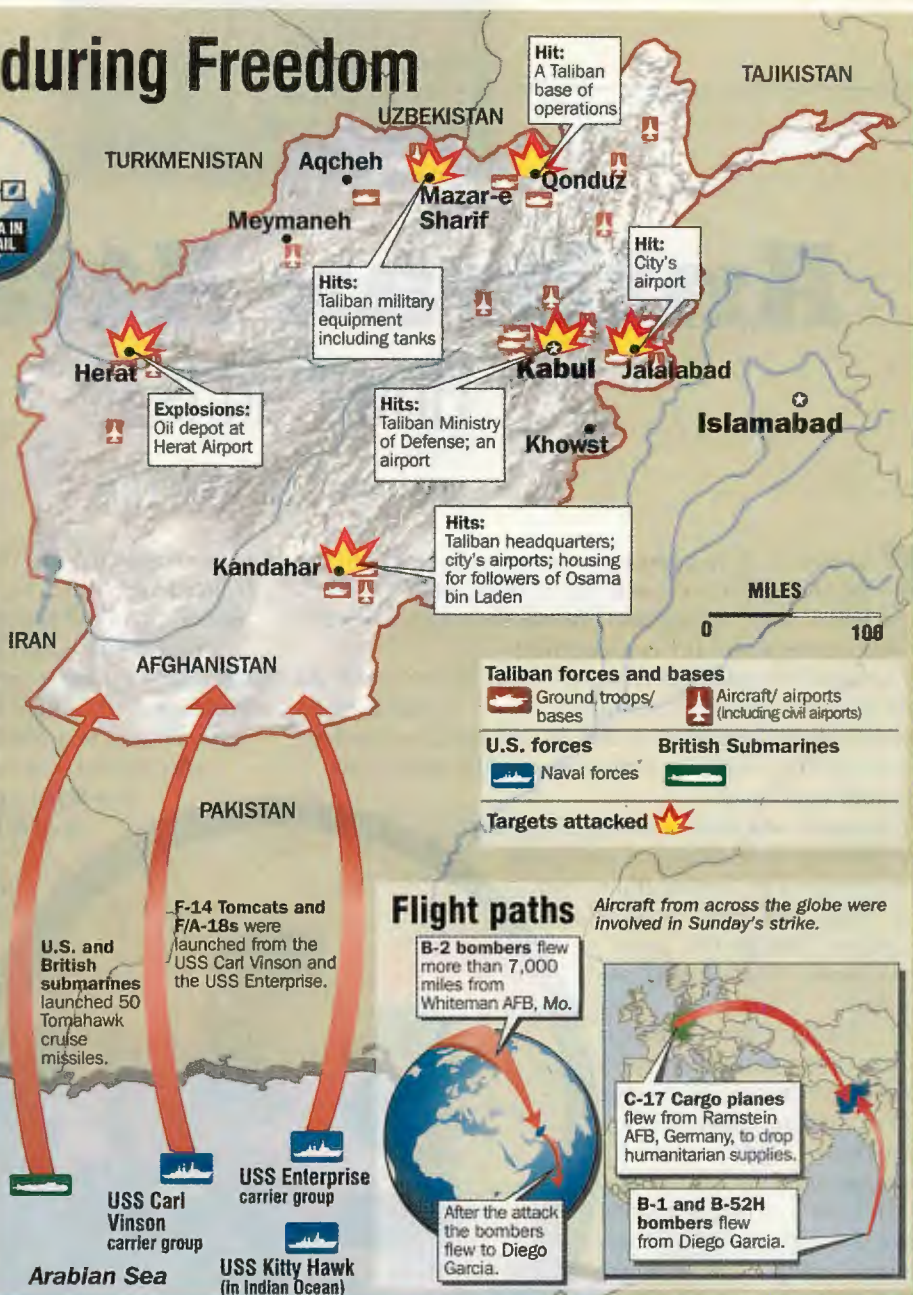 during Freedom
A IN
AIL
Hit:
A Taliban
base of
operations
TAJIKISTAN
UZBEKISTAN
TURKMENISTAN
Aqcheh
Mazar-e
Sharif
Qonduz
Meymaneh
Hit:
City's
airport
Hits:
Taliban military
equipment
including tanks
Herat
Kabul
Jalalabad
Explosions:
Oil depot at
Herat Airport
Hits:
Taliban Ministry
of Defense; an
airport
Khowst
Islamabad
Kandahar
Hits:
Taliban headquarters;
city's airports; housing
for followers of Osama
bin Laden
MILES
0 100
IRAN
AFGHANISTAN
Taliban forces and bases
Ground troops/
bases
Aircraft/ airports
(including civil airports)
U.S. forces
British Submarines
Naval forces
Targets attacked
PAKISTAN
U.S. and
British
submarines
launched 50
Tomahawk
cruise
missiles.
F-14 Tomcats and
F/A-18s were
launched from the
USS Carl Vinson and
the USS Enterprise.
Flight paths
Aircraft from across the globe were
involved in Sunday's strike.
B-2 bombers flew
more than 7,000
miles from
Whiteman AFB, Mo.
After the attack
the bombers
flew to Diego
Garcia.
C-17 Cargo planes
flew from Ramstein
AFB, Germany, to drop
humanitarian supplies.
B-1 and B-52H
bombers flew
from Diego Garcia.
USS Carl
Vinson
carrier group
USS Enterprise
carrier group
USS Kitty Hawk
(in Indian Ocean)
Arabian Sea